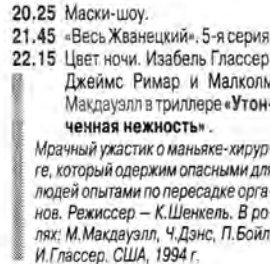 20.25 Маски-шоу.
21.45 «Весь Жванецкий». 5-я серия
22.15 Цвет ночи. Изабель Глассер
Джеймс Римар и Малколм
Макдауэлл в триллере «Утон-
ченная нежность» .
Мрачный ужастик о маньяке-хирур-
ге, который одержим опасными для
людей опытами по пересадке орга-
нов. Режиссер – К.Шенкель. В ро-
лях: М.Макдауэлл, Ч.Дэнс, П.Бойл
И.Глассер. США, 1994 г.